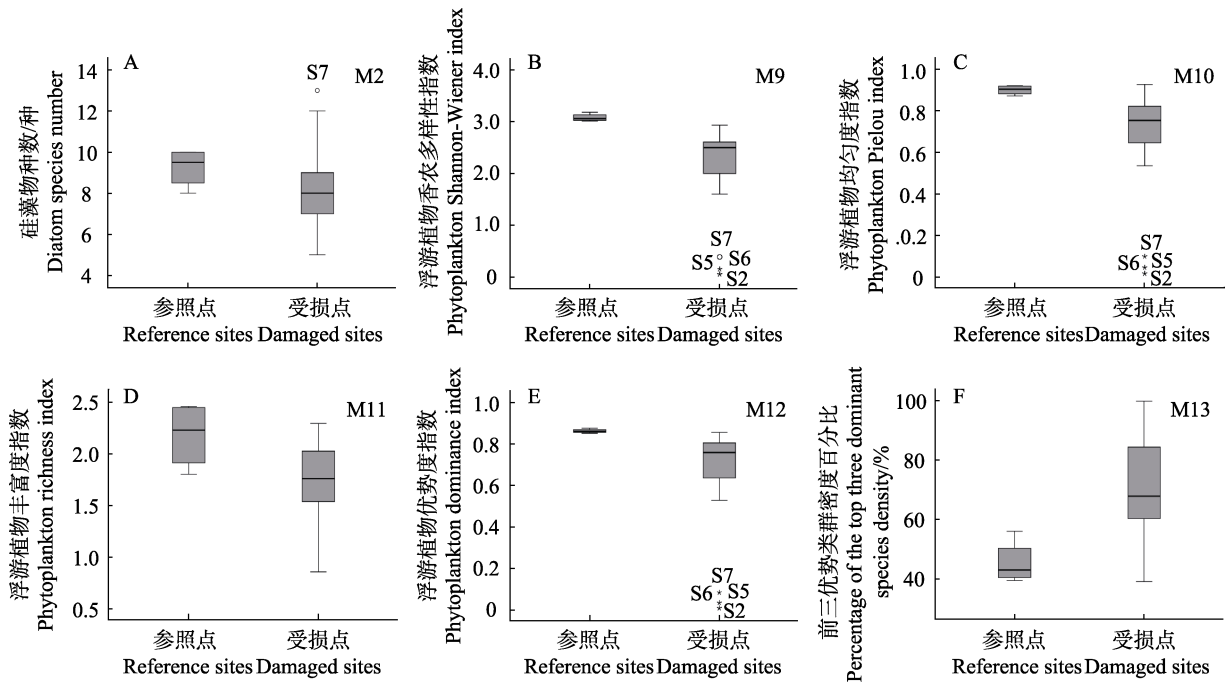 A
M2
S7
14
12
10
8
6
4
硅藻物种数/种
Diatom species number
参照点
受损点
Reference sites
Damaged sites
B
M9
4.0
3.0
2.0
1.0
0
浮游植物香农多样性指数
Phytoplankton Shannon-Wiener index
S7
S5
S6
S2
参照点
受损点
Reference sites
Damaged sites
C
M10
1.0
0.8
0.6
0.4
.02
0
浮游植物均匀度指数
Phytoplankton Pielou index
S7
S6
S5
S2
参照点
受损点
Reference sites
Damaged sites
D
M11
2.5
2.0
1.5
1.0
0.5
浮游植物丰富度指数
Phytoplankton richness index
参照点
受损点
Reference sites
Damaged sites
E
M12
1.0
0.8
0.6
0.4
0.2
0
浮游植物优势度指数
Phytoplankton dominance index
S7
S6
S5
S2
参照点
受损点
Reference sites
Damaged sites
F
M13
100
80
60
40
前三优势类群密度百分比
Percentage of the top three dominant
species density/%
参照点
受损点
Reference sites
Damaged sites